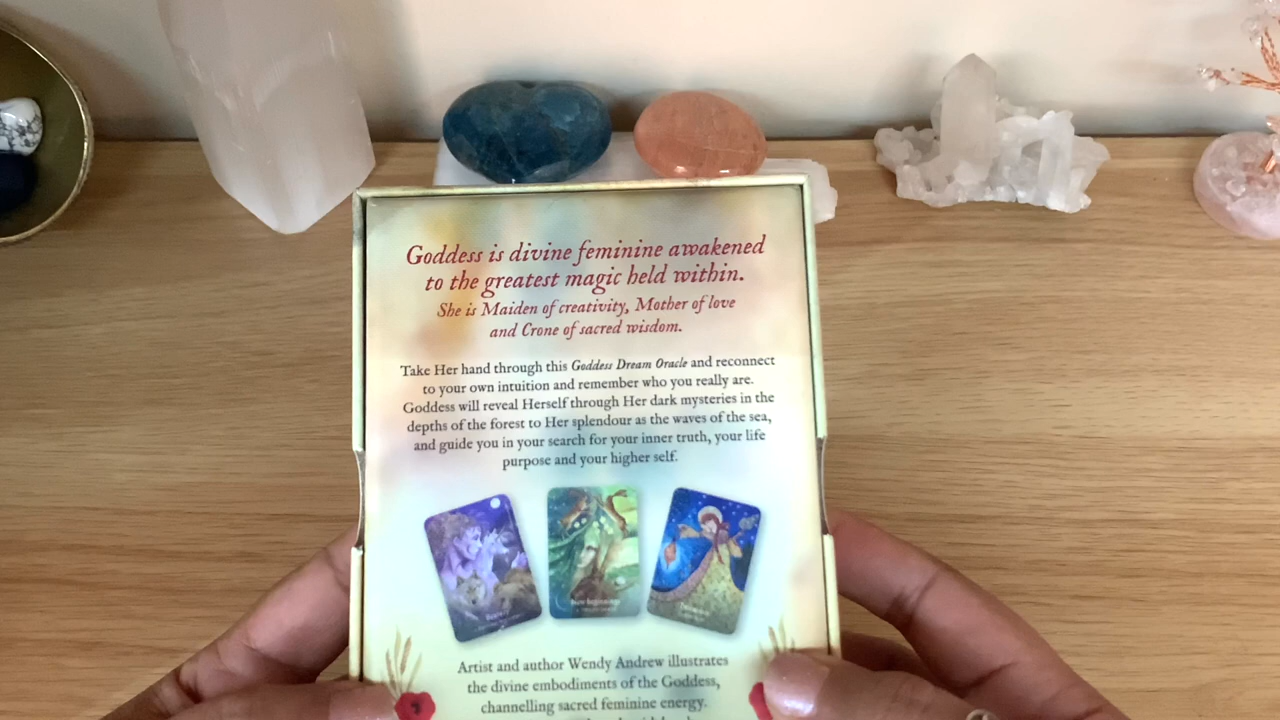 Goddess is divine feminine awakened
to the greatest magic held within.
She is Maiden of creativity, Mother of love
and Crone of sacred wisdom.
Take Her hand through this Goddess Dream Oracle and reconnect
to your own intuition and remember who you really are.
Goddess will reveal Herself through Her dark mysteries in the
depths of the forest to Her splendour as the waves of the sea,
and guide you in your search for your inner truth, your life
purpose and your higher self.
New Beginnings
Artist and author Wendy Andrew illustrates
the divine embodiments of the Goddess,
channelling sacred feminine energy.